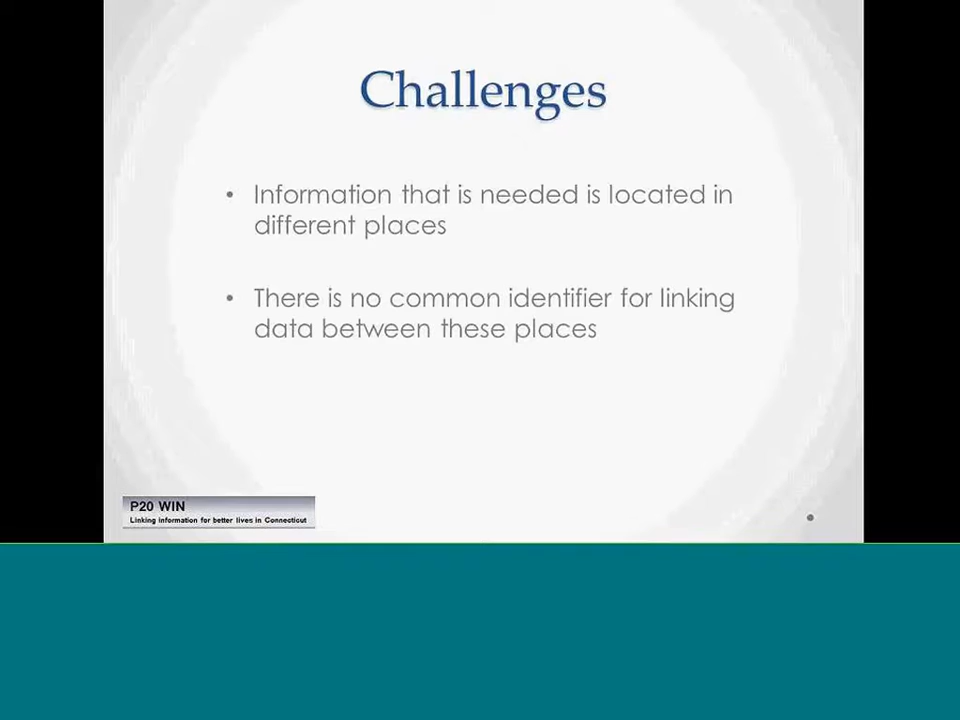 Challenges
• Information that is needed is located in
different places
• There is no common identifier for linking
data between these places
P20 WIN
Linking information for better lives in Connecticut